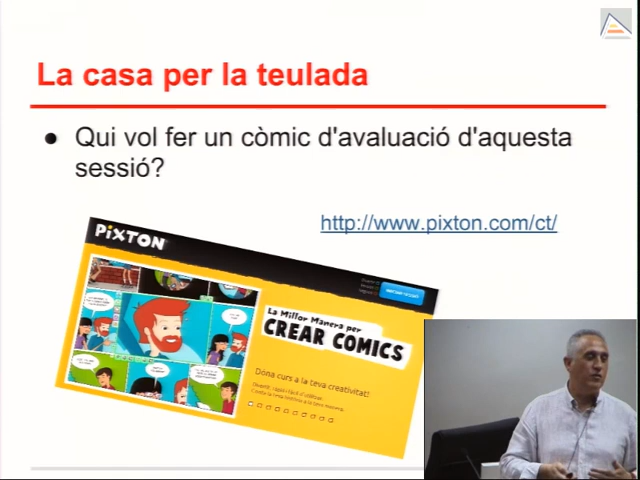 La casa per la teulada
● Qui vol fer un còmic d'avaluació d'aquesta
sessió?
http://www.pixton.com/ct/
PiXTON
La Millor Manera per
CREAR COMICS
Dona curs a la teva creativitat!